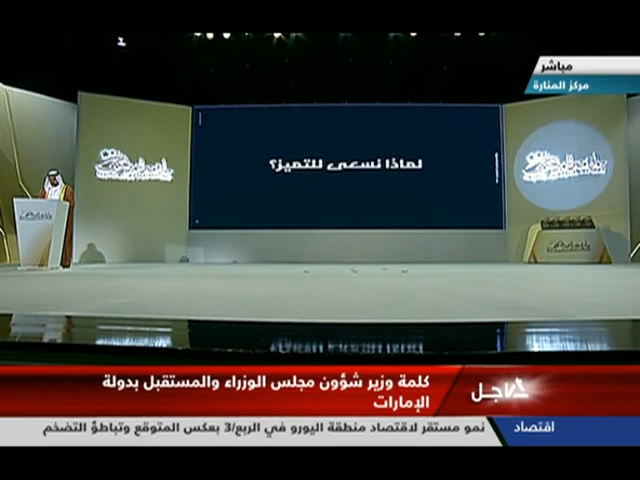 مباشر
مركز المنارة
لماذا نسعى للتميز؟
عاجل
كلمة وزير شؤون مجلس الوزراء والمستقبل بدولة
الإمارات
اقتصاد
نمو مستقر لاقتصاد منطقة اليورو في الربع/3 بعكس المتوقع وتباطؤ التضخم